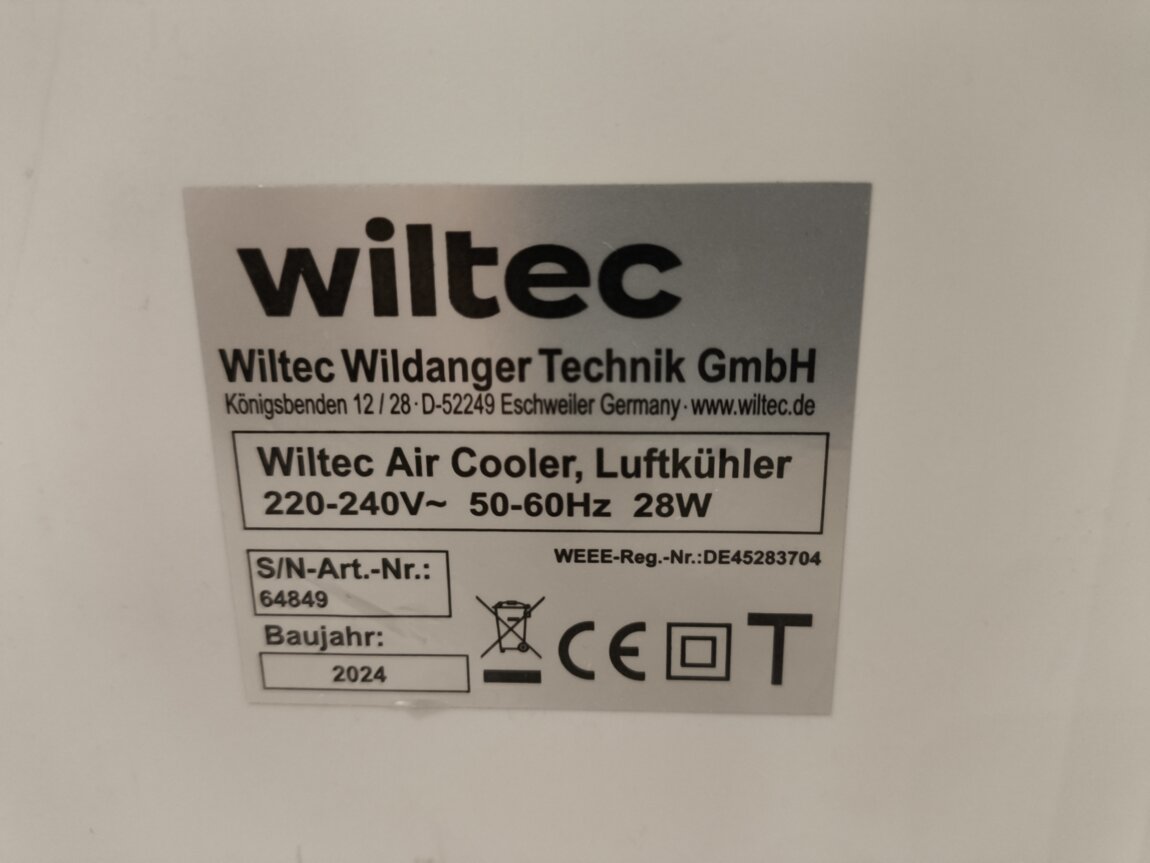 wiltec
Wiltec Wildanger Technik GmbH
Königsbenden 12 / 28 · D-52249 Eschweiler Germany · www.wiltec.de
Wiltec Air Cooler, Luftkühler
220-240V~ 50-60Hz 28W
WEEE-Reg.-Nr.:DE45283704
S/N-Art.-Nr.:
64849
Baujahr:
2024
CE
T